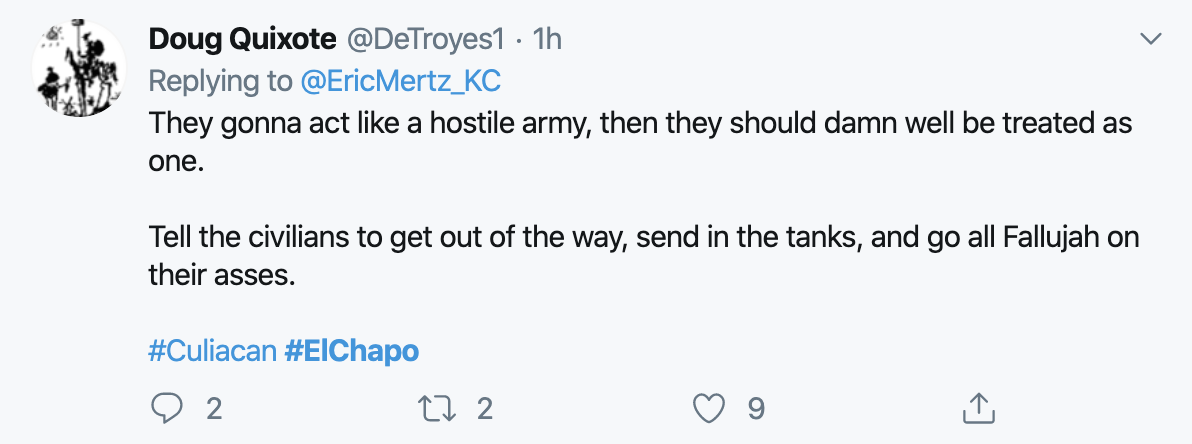 Doug Quixote @DeTroyes1 · 1h
Replying to @EricMertz_KC
They gonna act like a hostile army, then they should damn well be treated as
one.
Tell the civilians to get out of the way, send in the tanks, and go all Fallujah on
their asses.
#Culiacan #ElChapo
2 2 9